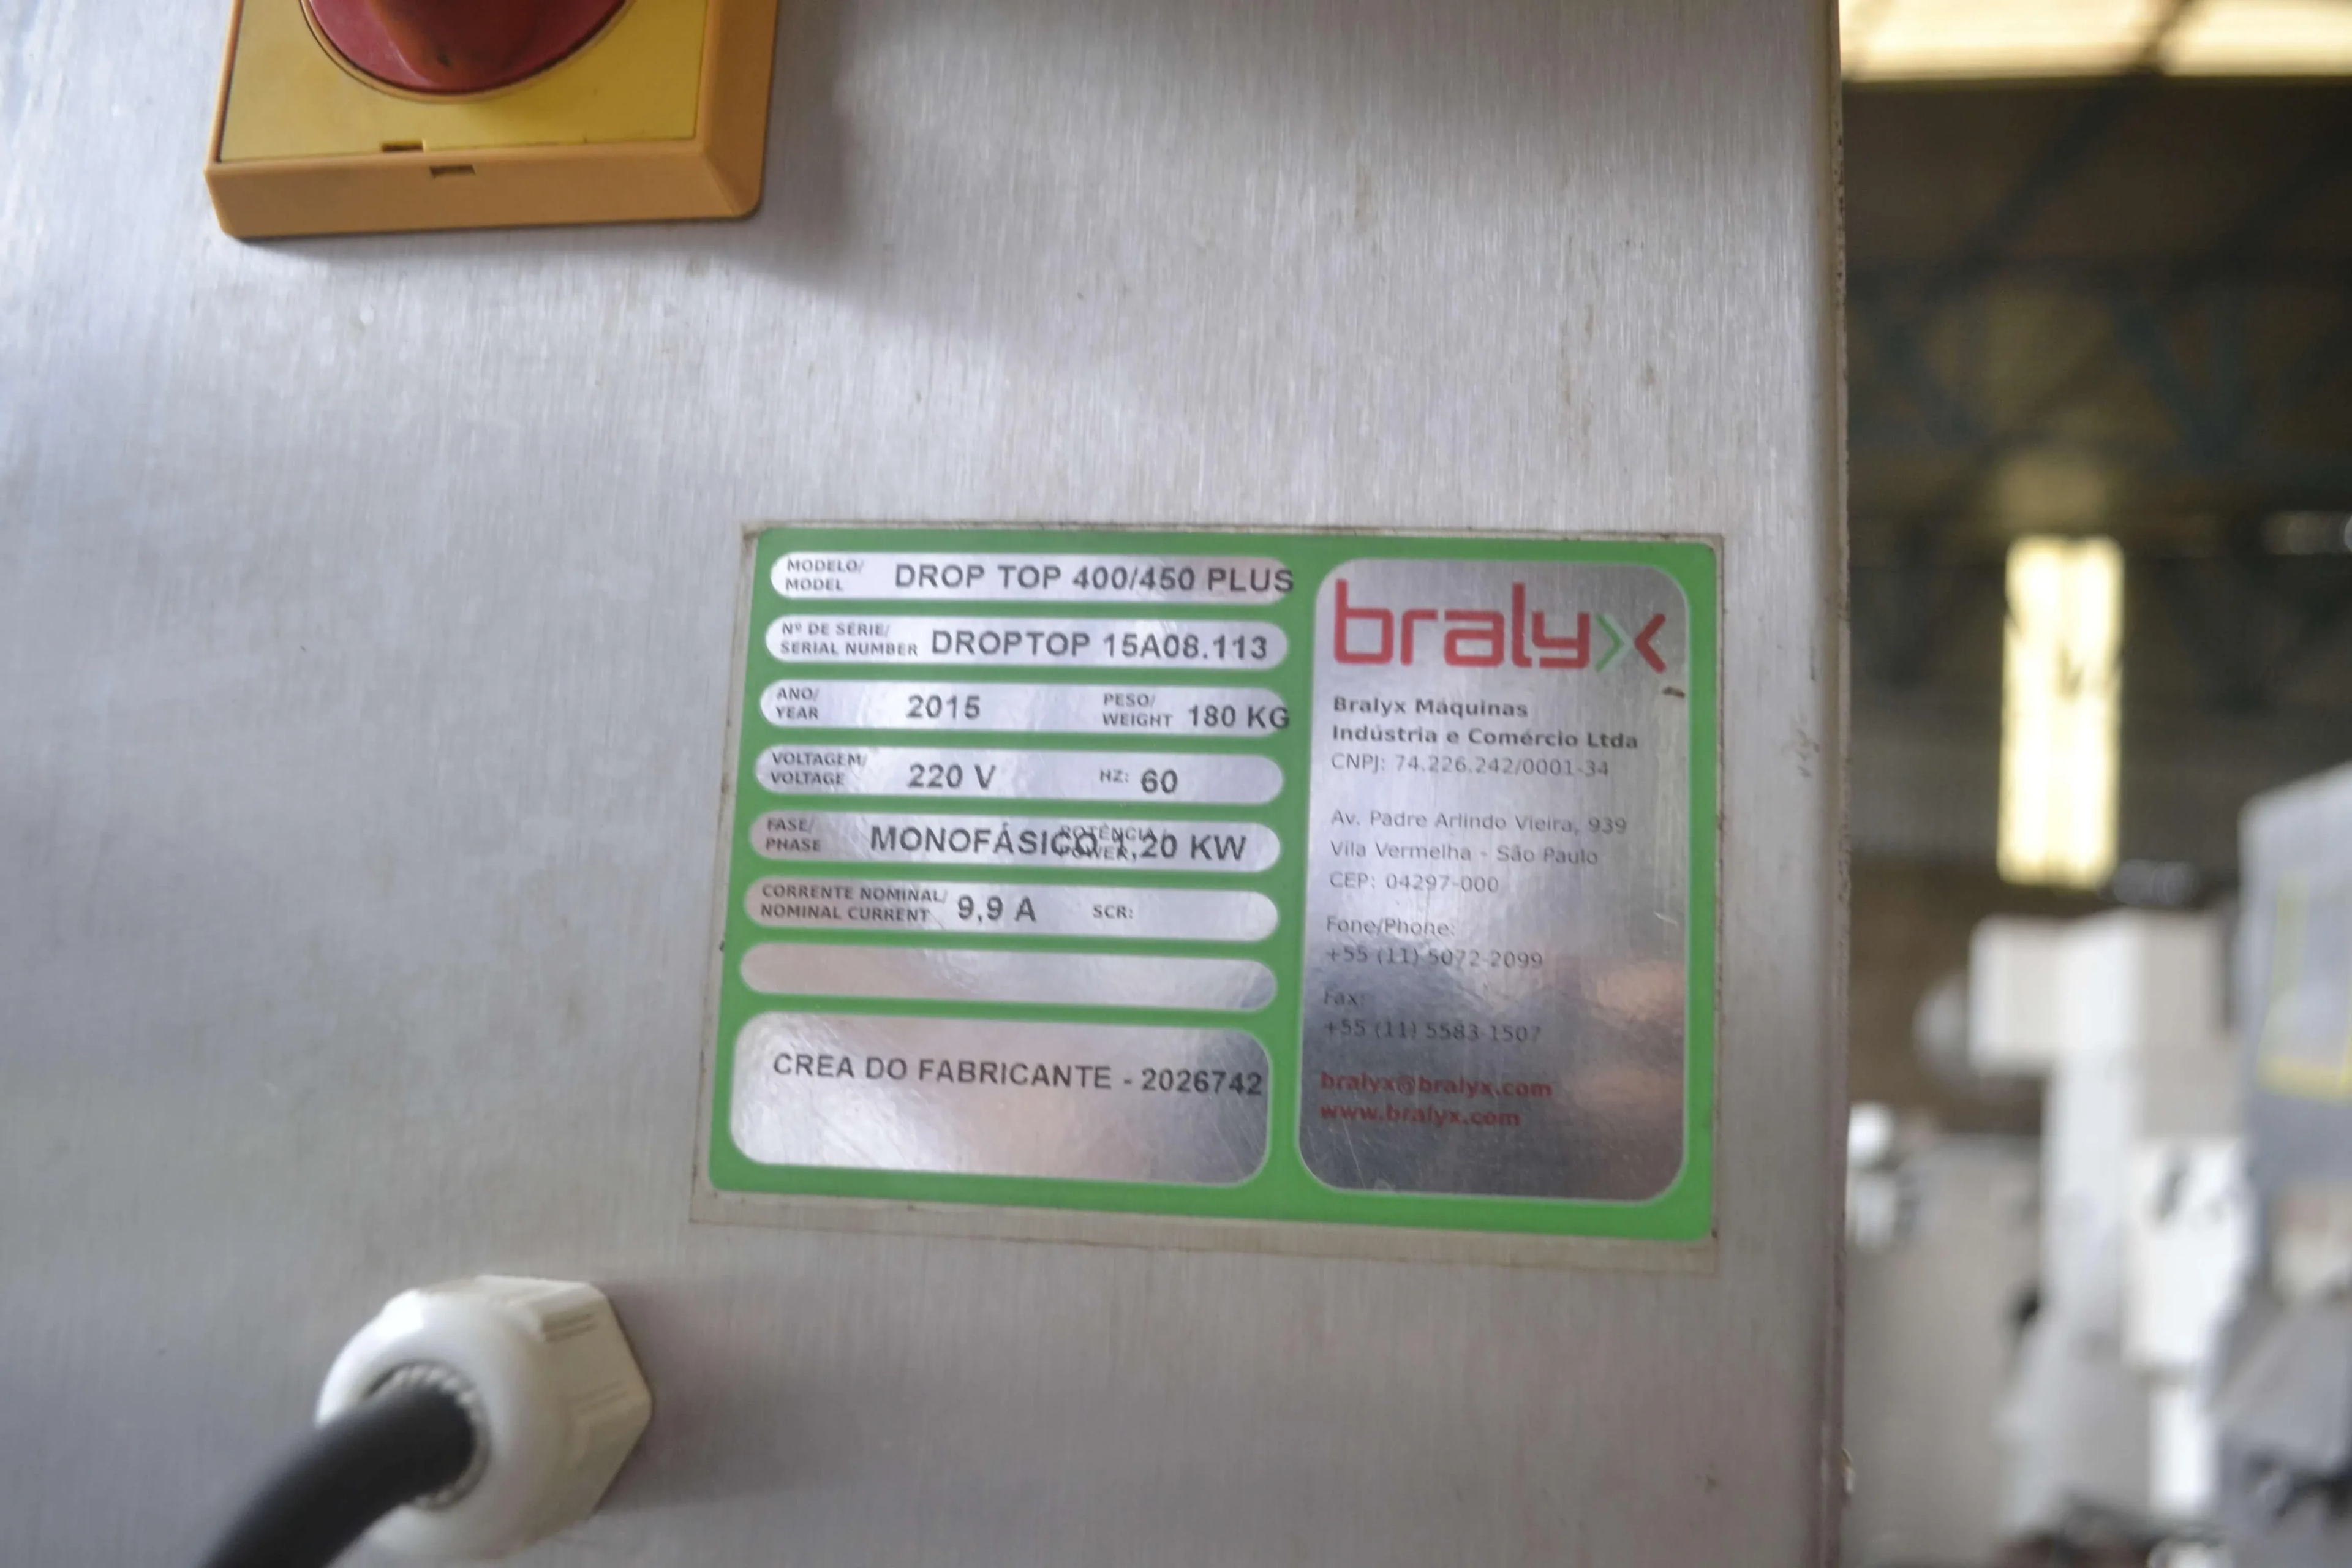 MODELO/
MODEL
DROP TOP 400/450 PLUS
Nº DE SÉRIE/
SERIAL NUMBER
DROPTOP 15A08.113
ANO/
YEAR
2015
PESO/
WEIGHT
180 KG
VOLTAGEM/
VOLTAGE
220 V
HZ: 60
FASE/
PHASE
MONOFÁSICO
POTÊNCIA/
POWER
1,20 KW
CORRENTE NOMINAL/
NOMINAL CURRENT
9,9 A
SCR:
CREA DO FABRICANTE - 2026742
bralyx
Bralyx Máquinas
Indústria e Comércio Ltda
CNPJ: 74.226.242/0001-34
Av. Padre Arlindo Vieira, 939
Vila Vermelha - São Paulo
CEP: 04297-000
Fone/Phone:
+55 (11) 5072-2099
Fax:
+55 (11) 5583-1507
bralyx@bralyx.com
www.bralyx.com